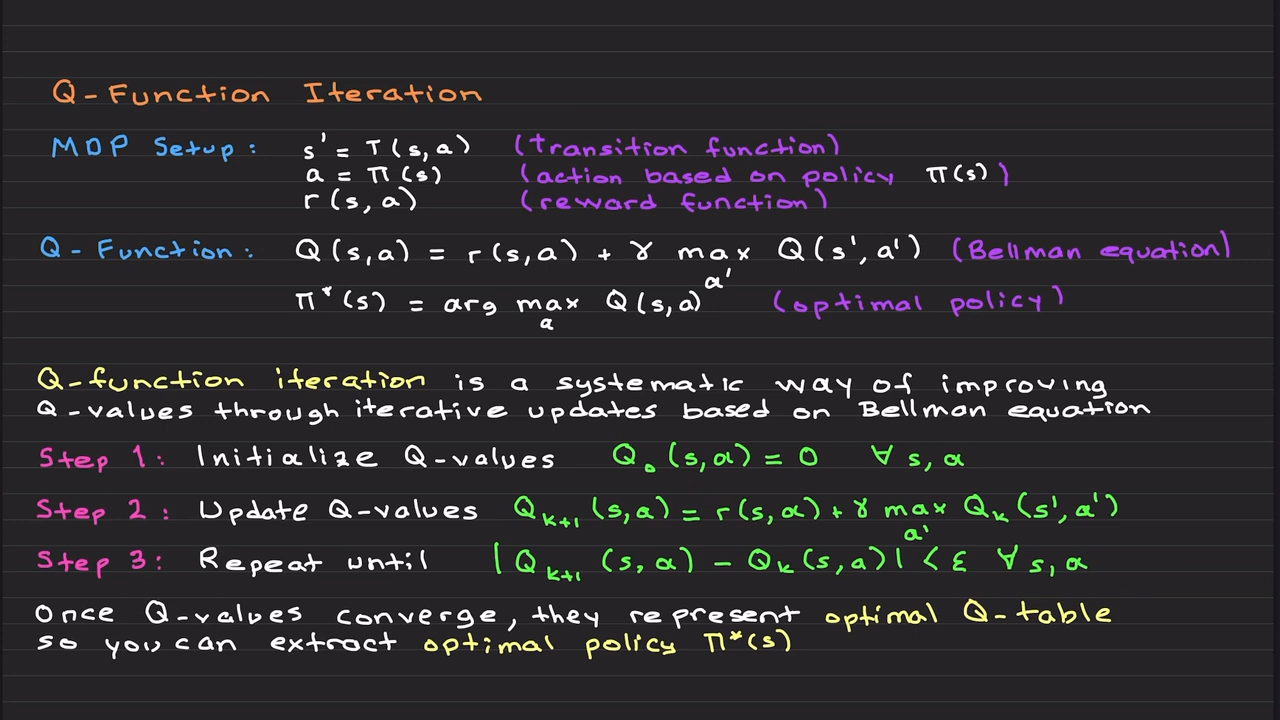 Q-Function Iteration
MDP Setup: s' = T(s,a) (transition function)
a = π(s) (action based on policy π(s))
r(s,a) (reward function)
Q-Function: Q(s,a) = r(s,a) + γ max_a' Q(s',a') (Bellman equation)
π*(s) = arg max_a Q(s,a) (optimal policy)
Q-function iteration is a systematic way of improving
Q-values through iterative updates based on Bellman equation
Step 1: Initialize Q-values Q₀(s,a) = 0 ∀ s,a
Step 2: Update Q-values Qₖ₊₁(s,a) = r(s,a) + γ max_a' Qₖ(s',a')
Step 3: Repeat until |Qₖ₊₁(s,a) - Qₖ(s,a)| < ε ∀ s,a
Once Q-values converge, they represent optimal Q-table
so you can extract optimal policy π*(s)